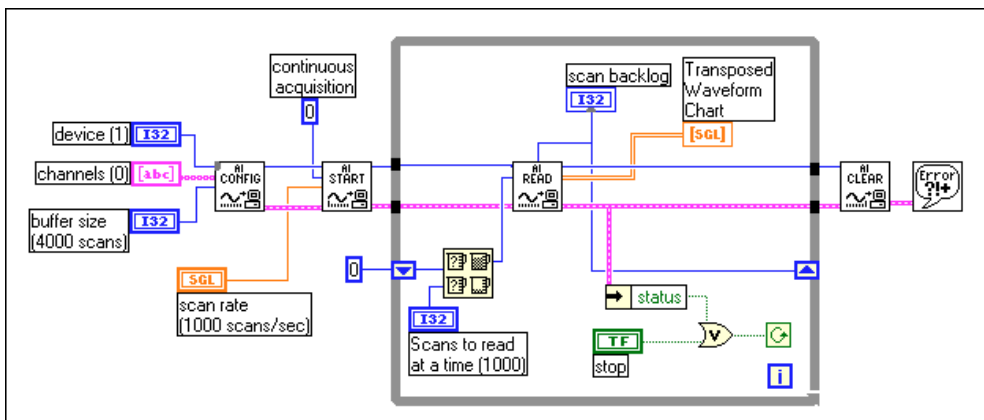 continuous
acquisition
0
device (1)
I32
channels (0)
[abc]
buffer size
(4000 scans)
I32
AI
CONFIG
AI
START
SGL
scan rate
(1000 scans/sec)
scan backlog
I32
Transposed
Waveform
Chart
[SGL]
AI
READ
0
I32
Scans to read
at a time (1000)
status
TF
stop
V
i
AI
CLEAR
Error
?!+